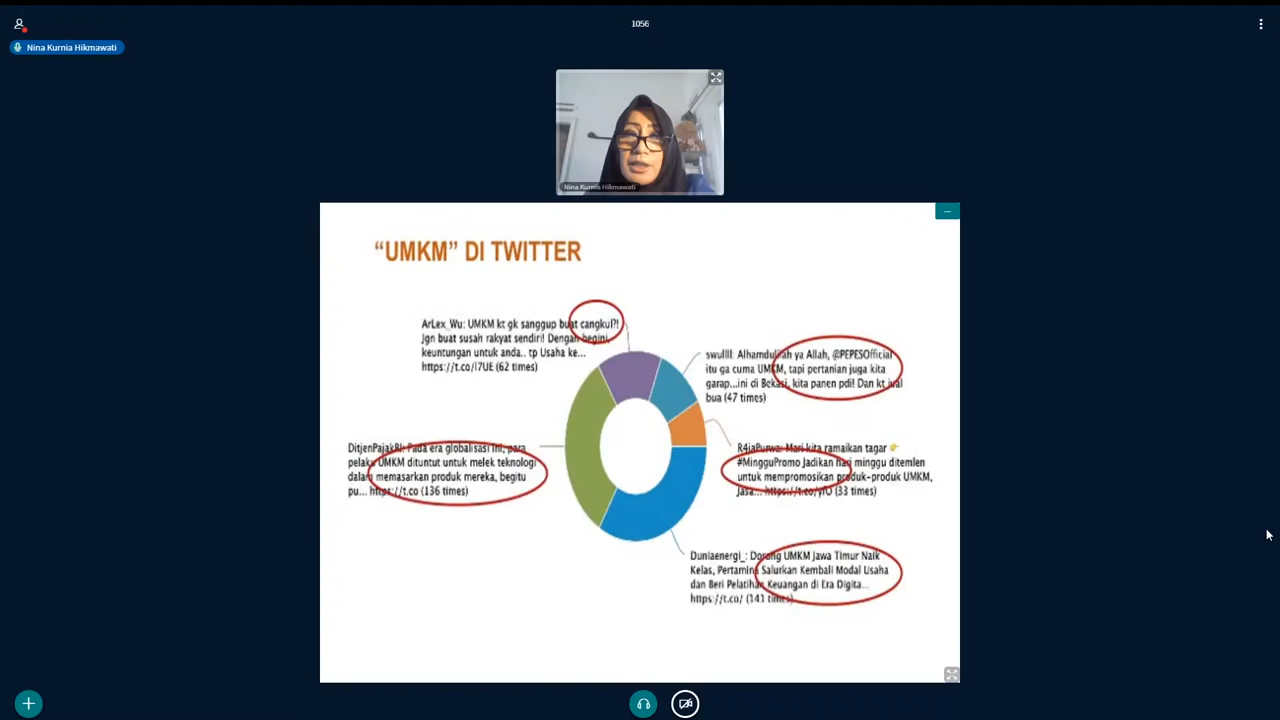 1056
Nina Kurnia Hikmawati
Nina Kurnia Hikmawati
“UMKM” DI TWITTER
ArLex_Wu: UMKM kt gk sanggup buat cangkul?!
Jgn buat susah rakyat sendiri! Dengan begini,
keuntungan untuk anda.. tp Usaha ke...
https://t.co/l7UE (62 times)
swullll: Alhamdulilah ya Allah, @PEPESOfficial
itu ga cuma UMKM, tapi pertanian juga kita
garap...ini di Bekasi, kita panen pdi! Dan kt jual
bua (47 times)
DitjenPajakRI: Pada era globalisasi ini, para
pelaku UMKM dituntut untuk melek teknologi
dalam memasarkan produk mereka, begitu
pu... https://t.co (136 times)
R4jaPurwa: Mari kita ramaikan tagar 👉
#MingguPromo Jadikan hari minggu ditemlen
untuk mempromosikan produk-produk UMKM,
Jasa... https://t.co/yfO (33 times)
Duniaenergi_: Dorong UMKM Jawa Timur Naik
Kelas, Pertamina Salurkan Kembali Modal Usaha
dan Beri Pelatihan Keuangan di Era Digita...
https://t.co/ (141 times)